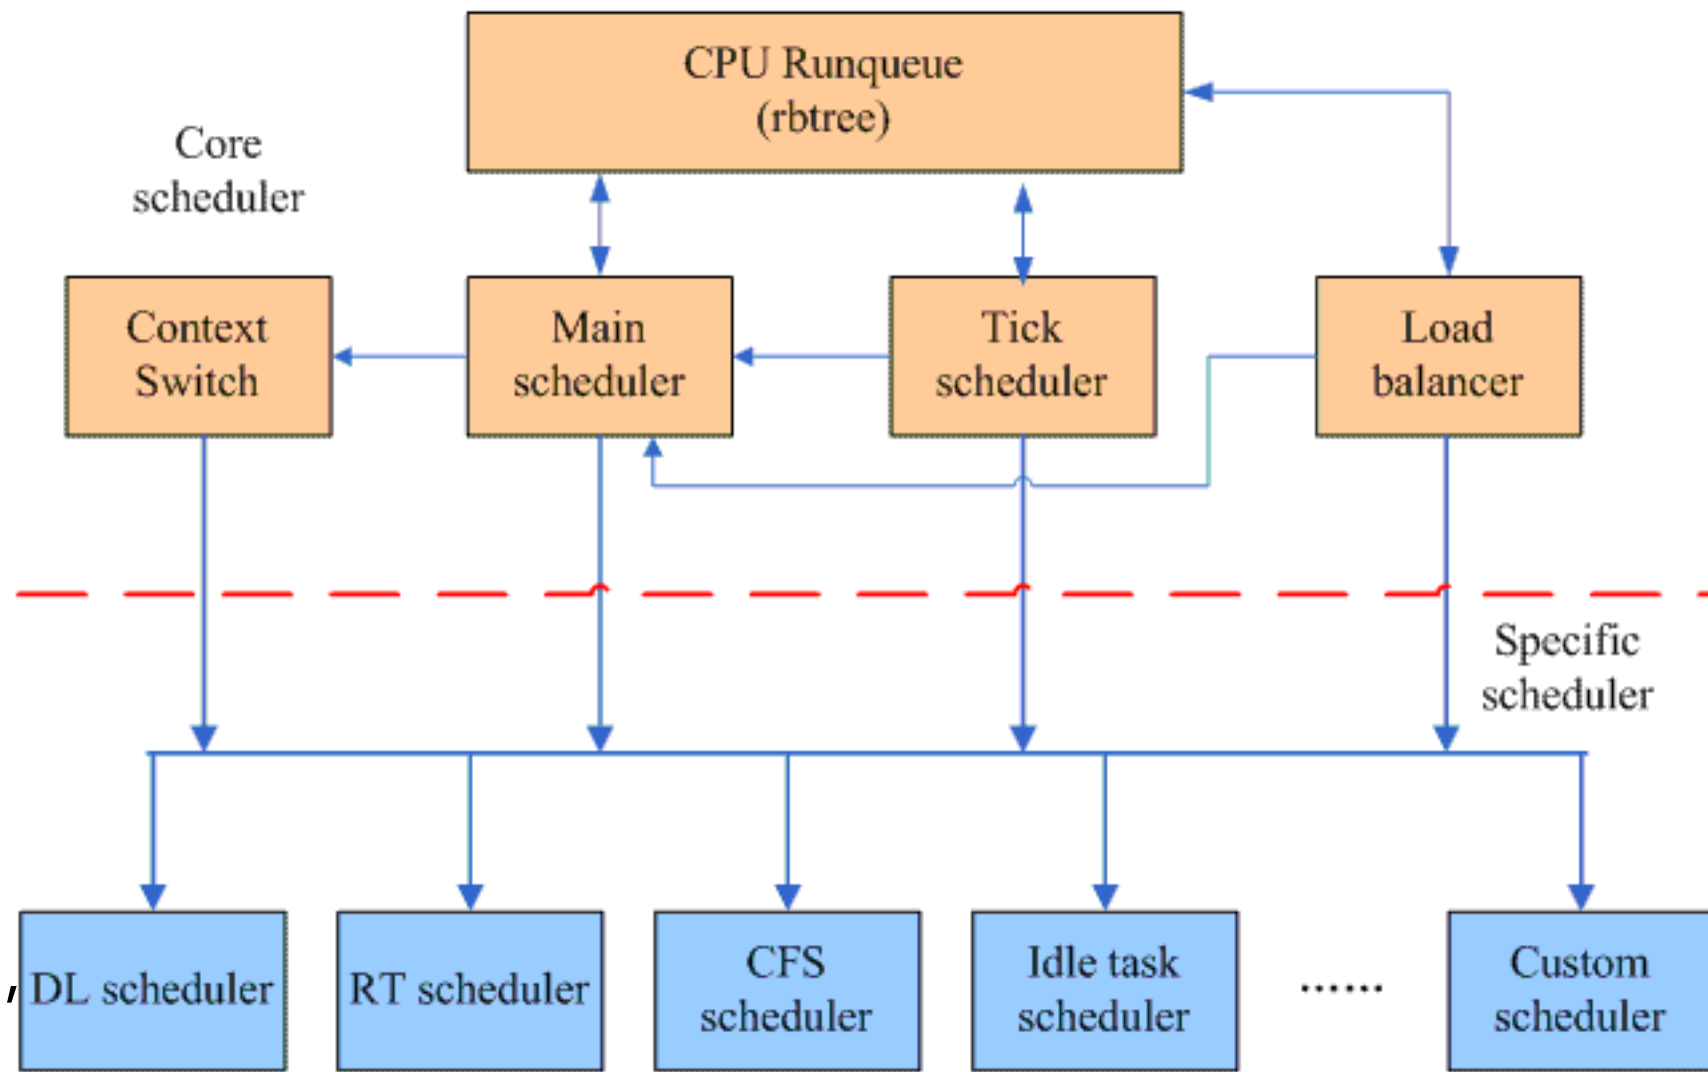 CPU Runqueue
(rbtree)
Core
scheduler
Context
Switch
Main
scheduler
Tick
scheduler
Load
balancer
Specific
scheduler
, DL scheduler
RT scheduler
CFS
scheduler
Idle task
scheduler
......
Custom
scheduler